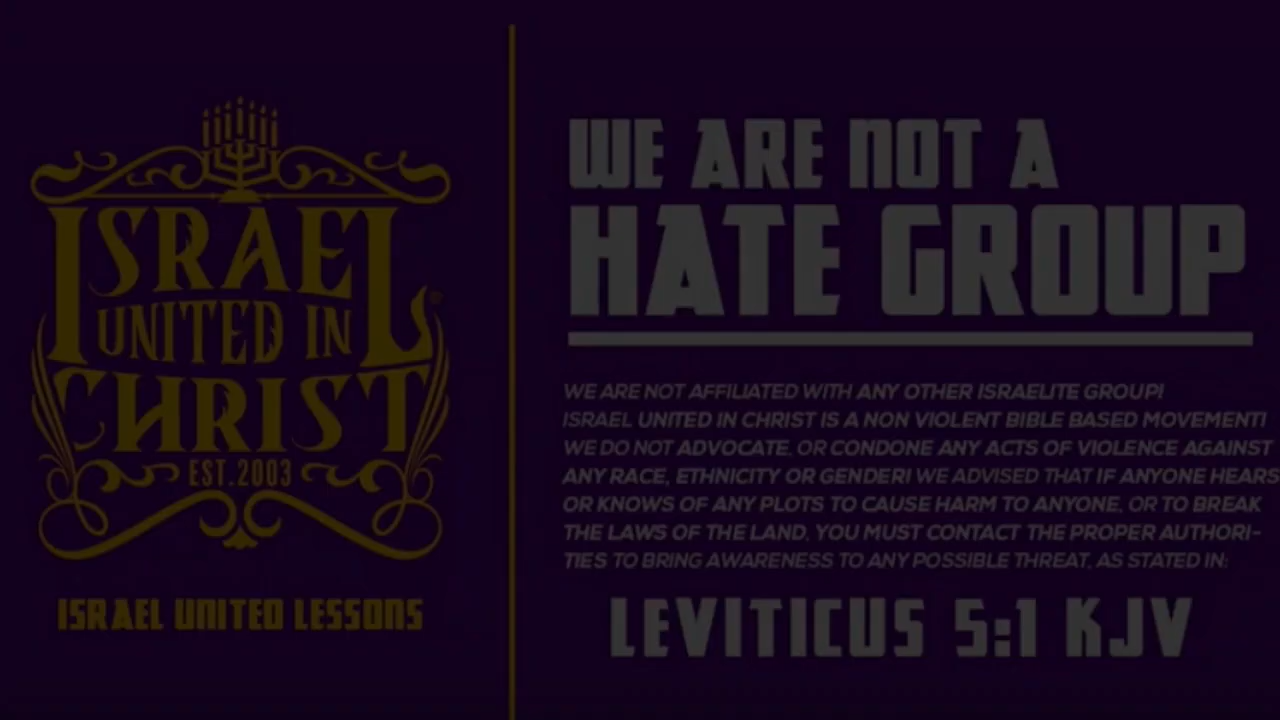 ISRAEL
UNITED IN
CHRIST
®
EST.2003
ISRAEL UNITED LESSONS
WE ARE NOT A
HATE GROUP
WE ARE NOT AFFILIATED WITH ANY OTHER ISRAELITE GROUP!
ISRAEL UNITED IN CHRIST IS A NON VIOLENT BIBLE BASED MOVEMENT!
WE DO NOT ADVOCATE, OR CONDONE ANY ACTS OF VIOLENCE AGAINST
ANY RACE, ETHNICITY OR GENDER! WE ADVISED THAT IF ANYONE HEARS
OR KNOWS OF ANY PLOTS TO CAUSE HARM TO ANYONE, OR TO BREAK
THE LAWS OF THE LAND, YOU MUST CONTACT THE PROPER AUTHORI-
TIES TO BRING AWARENESS TO ANY POSSIBLE THREAT, AS STATED IN:
LEVITICUS 5:1 KJV